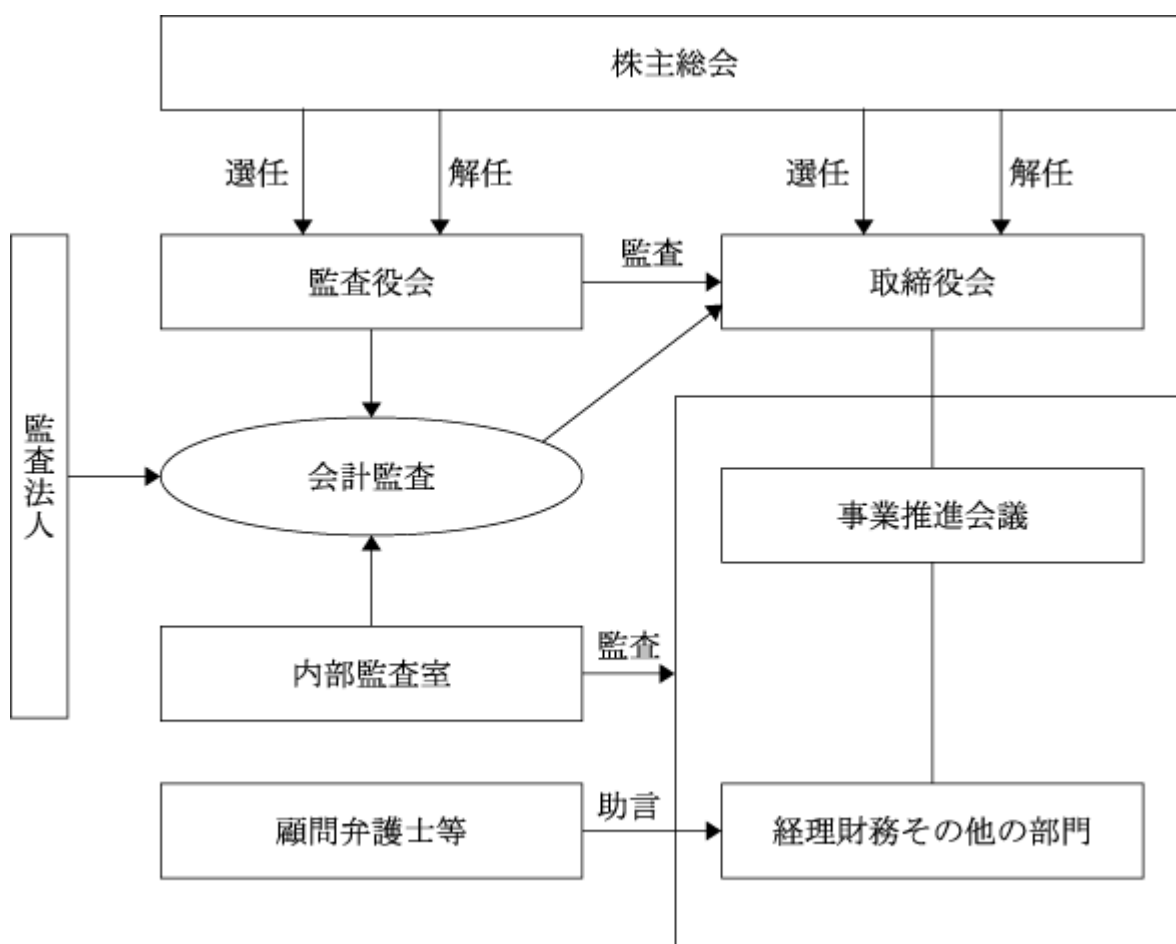 株主総会
選任
解任
選任
解任
監査役会
監査
取締役会
監査法人
会計監査
事業推進会議
内部監査室
監査
顧問弁護士等
助言
経理財務その他の部門